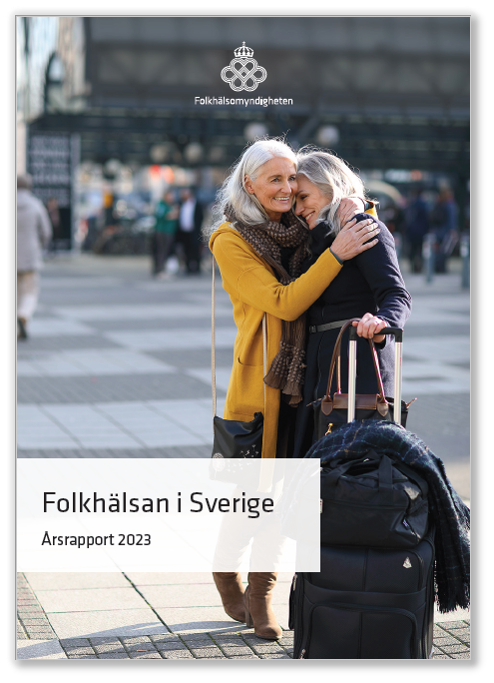 Folkhälsomyndigheten
Folkhälsan i Sverige
Årsrapport 2023